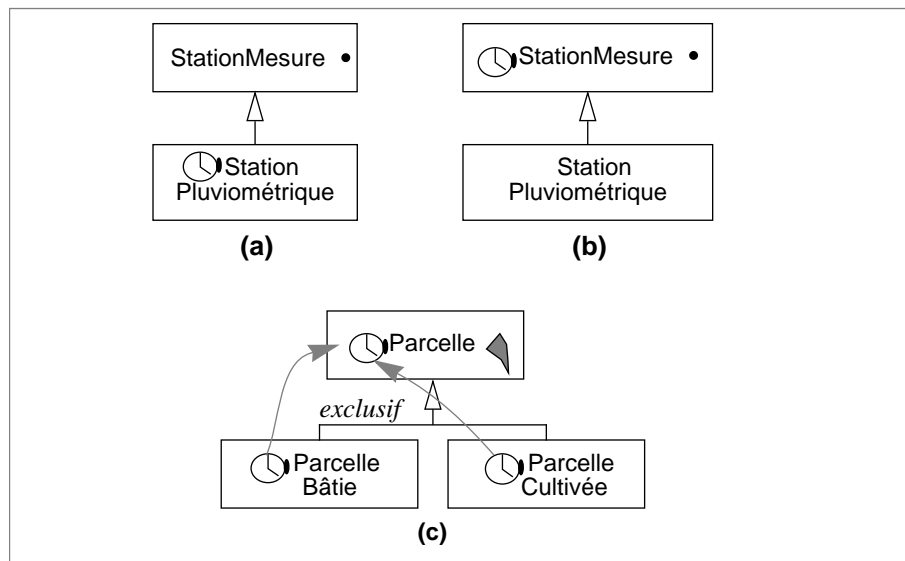 StationMesure
StationMesure
Station
Pluviométrique
Station
Pluviométrique
(a)
(b)
Parcelle
exclusif
Parcelle
Bâtie
Parcelle
Cultivée
(c)